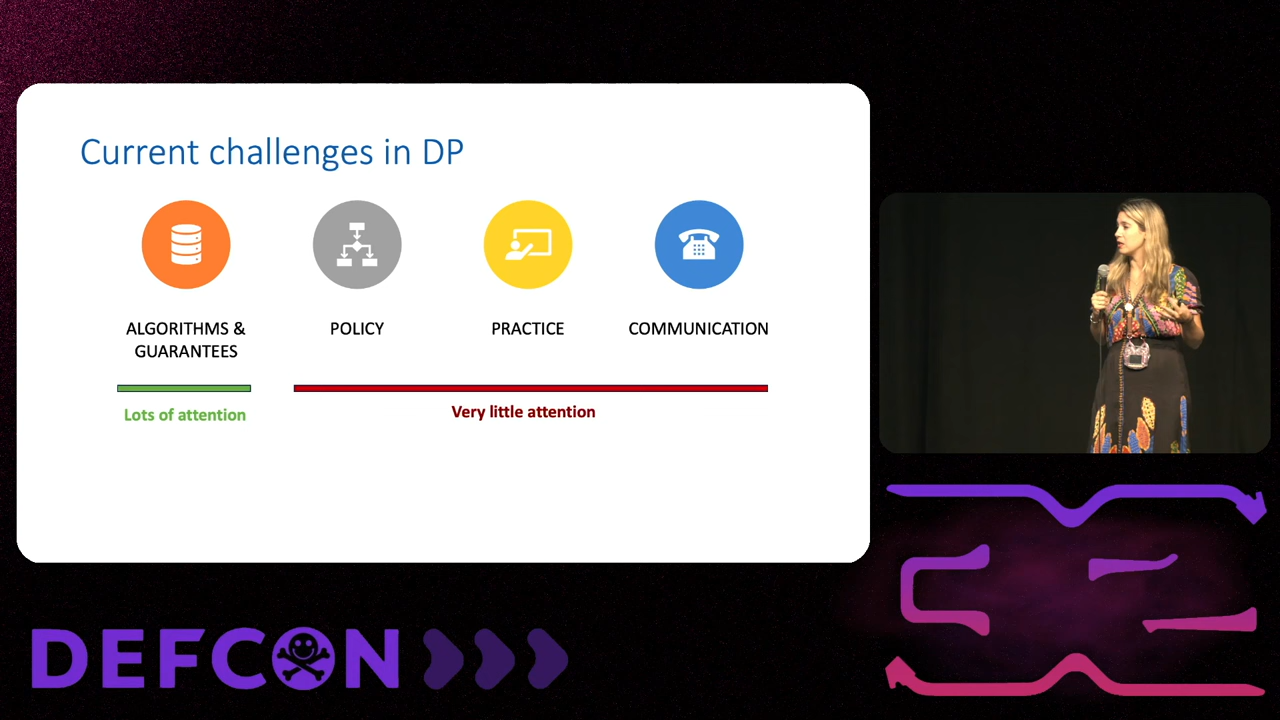 Current challenges in DP
ALGORITHMS &
GUARANTEES
POLICY
PRACTICE
COMMUNICATION
Lots of attention
Very little attention
DEFCON